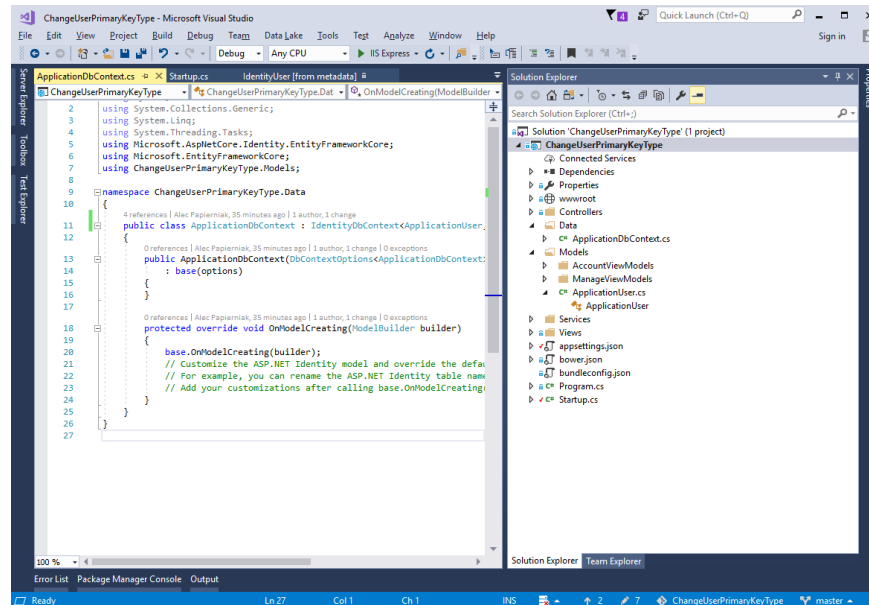 ChangeUserPrimaryKeyType - Microsoft Visual Studio
4
Quick Launch (Ctrl+Q)
File Edit View Project Build Debug Team Data Lake Tools Test Analyze Window Help
Sign in
Debug Any CPU IIS Express
Server Explorer
Toolbox
Test Explorer
ApplicationDbContext.cs Startup.cs IdentityUser [from metadata]
ChangeUserPrimaryKeyType ChangeUserPrimaryKeyType.Dat OnModelCreating(ModelBuilder
2 using System.Collections.Generic;
3 using System.Linq;
4 using System.Threading.Tasks;
5 using Microsoft.AspNetCore.Identity.EntityFrameworkCore;
6 using Microsoft.EntityFrameworkCore;
7 using ChangeUserPrimaryKeyType.Models;
8
9 namespace ChangeUserPrimaryKeyType.Data
10 {
4 references | Alec Papierniak, 35 minutes ago | 1 author, 1 change
11 public class ApplicationDbContext : IdentityDbContext<ApplicationUser,
12 {
0 references | Alec Papierniak, 35 minutes ago | 1 author, 1 change | 0 exceptions
13 public ApplicationDbContext(DbContextOptions<ApplicationDbContext>
14 : base(options)
15 {
16 }
17
0 references | Alec Papierniak, 35 minutes ago | 1 author, 1 change | 0 exceptions
18 protected override void OnModelCreating(ModelBuilder builder)
19 {
20 base.OnModelCreating(builder);
21 // Customize the ASP.NET Identity model and override the defau
22 // For example, you can rename the ASP.NET Identity table name
23 // Add your customizations after calling base.OnModelCreating(
24 }
25 }
26 }
27
100 %
Solution Explorer
Search Solution Explorer (Ctrl+;)
Solution 'ChangeUserPrimaryKeyType' (1 project)
ChangeUserPrimaryKeyType
Connected Services
Dependencies
Properties
wwwroot
Controllers
Data
C# ApplicationDbContext.cs
Models
AccountViewModels
ManageViewModels
C# ApplicationUser.cs
ApplicationUser
Services
Views
appsettings.json
bower.json
bundleconfig.json
C# Program.cs
C# Startup.cs
Solution Explorer Team Explorer
Properties
Error List Package Manager Console Output
Ready Ln 27 Col 1 Ch 1 INS 2 7 ChangeUserPrimaryKeyType master